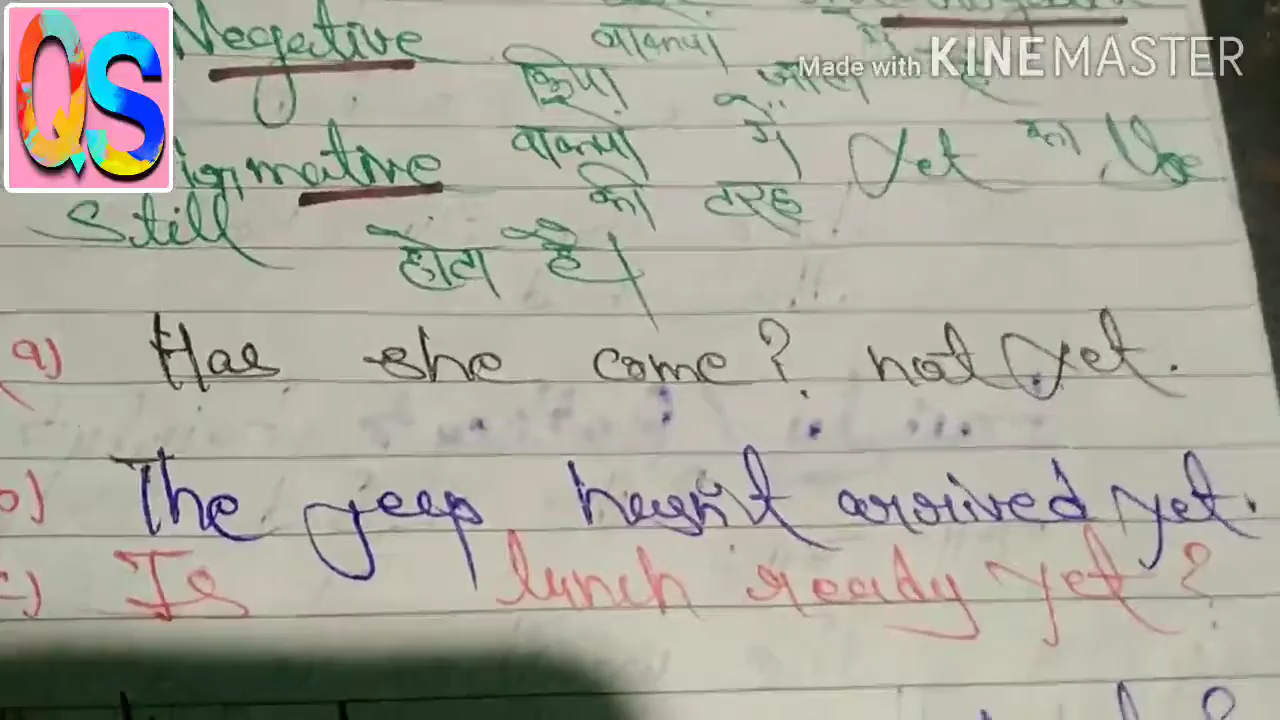 QS
Made with KINEMASTER
Negative वाक्यों में
किया जाता है
मative वाक्यों में Yet का Use
Still की तरह
होता है।
a) Has she come? not yet.
b) The jeep hasn't arrived yet.
c) Is lunch ready yet?